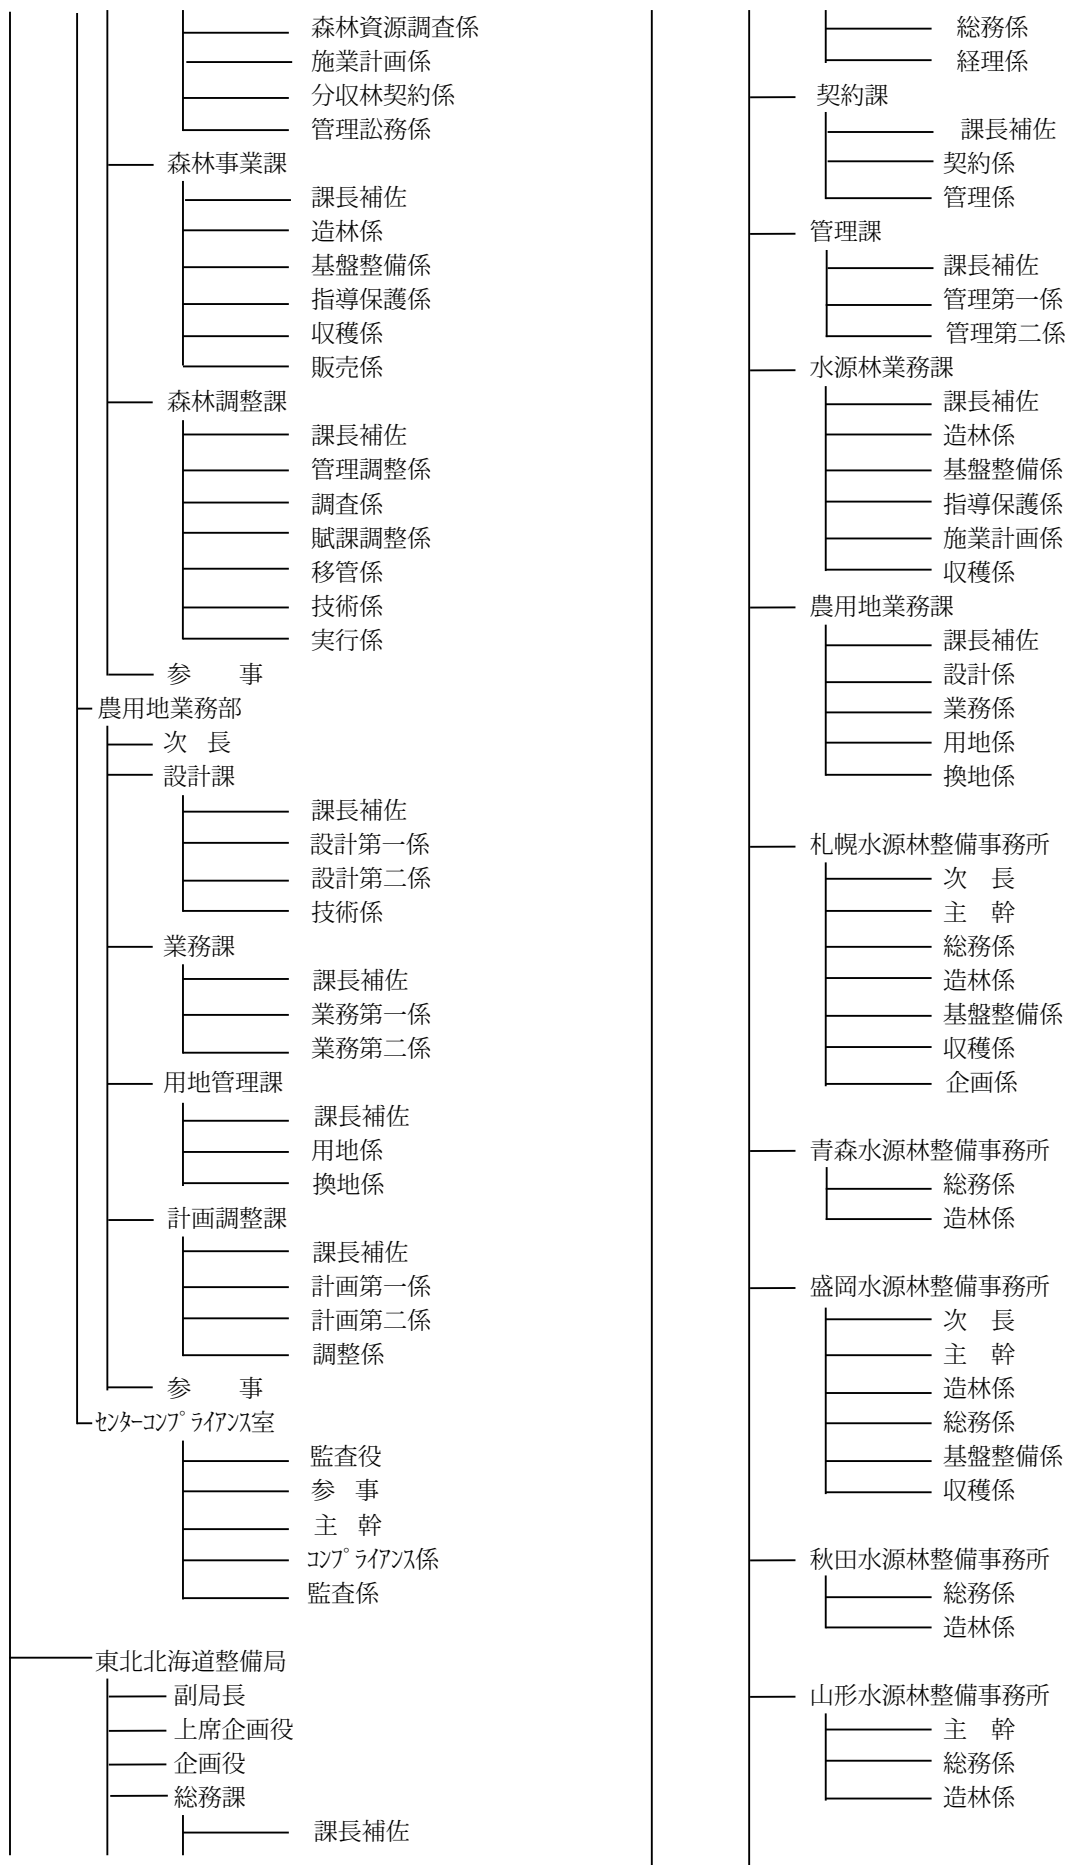 森林資源調査係
施業計画係
分収林契約係
管理訟務係
森林事業課
課長補佐
造林係
基盤整備係
指導保護係
収穫係
販売係
森林調整課
課長補佐
管理調整係
調査係
賦課調整係
移管係
技術係
実行係
参　　事
農用地業務部
次　長
設計課
課長補佐
設計第一係
設計第二係
技術係
業務課
課長補佐
業務第一係
業務第二係
用地管理課
課長補佐
用地係
換地係
計画調整課
課長補佐
計画第一係
計画第二係
調整係
参　　事
ｾﾝﾀｰｺﾝﾌﾟﾗｲｱﾝｽ室
監査役
参　事
主　幹
ｺﾝﾌﾟﾗｲｱﾝｽ係
監査係
東北北海道整備局
副局長
上席企画役
企画役
総務課
課長補佐
総務係
経理係
契約課
課長補佐
契約係
管理係
管理課
課長補佐
管理第一係
管理第二係
水源林業務課
課長補佐
造林係
基盤整備係
指導保護係
施業計画係
収穫係
農用地業務課
課長補佐
設計係
業務係
用地係
換地係
札幌水源林整備事務所
次　長
主　幹
総務係
造林係
基盤整備係
収穫係
企画係
青森水源林整備事務所
総務係
造林係
盛岡水源林整備事務所
次　長
主　幹
造林係
総務係
基盤整備係
収穫係
秋田水源林整備事務所
総務係
造林係
山形水源林整備事務所
主　幹
総務係
造林係